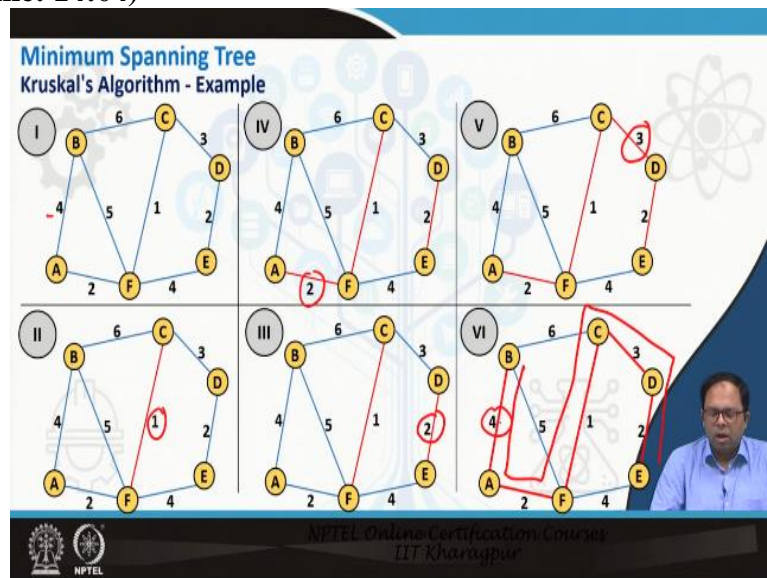 Minimum Spanning Tree
Kruskal's Algorithm - Example
I
B
6
C
3
D
4
5
1
2
A
2
F
4
E
IV
B
6
C
3
D
4
5
1
2
A
2
F
4
E
V
B
6
C
3
D
4
5
1
2
A
2
F
4
E
II
B
6
C
3
D
4
5
1
2
A
2
F
4
E
III
B
6
C
3
D
4
5
1
2
A
2
F
4
E
VI
B
6
C
3
D
4
5
1
2
A
2
F
4
E
NPTEL Online Certification Courses
IIT Kharagpur
NPTEL